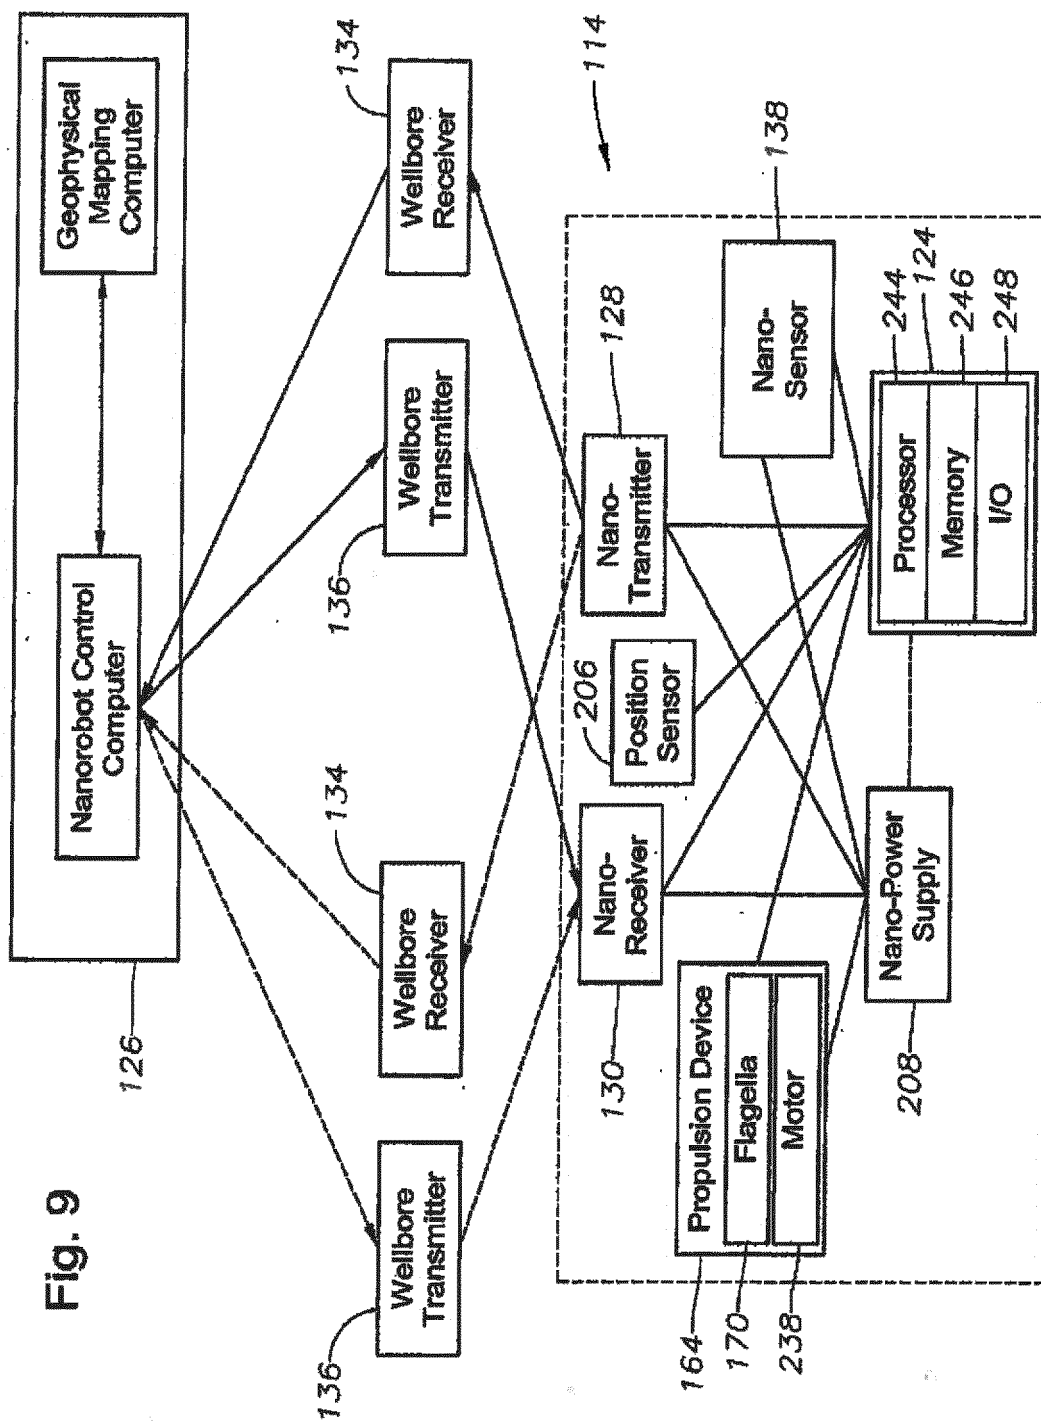 Fig. 9
126
Nanorobot Control
Computer
Geophysical
Mapping
Computer
136
Wellbore
Transmitter
134
Wellbore
Receiver
136
Wellbore
Transmitter
134
Wellbore
Receiver
114
130
Nano-
Receiver
206
Position
Sensor
Nano-
Transmitter
128
164
Propulsion Device
170
Flagella
238
Motor
Nano-
Sensor
138
208
Nano-Power
Supply
Processor
244
124
Memory
246
I/O
248